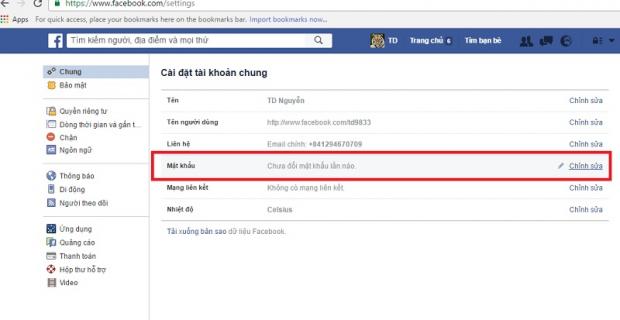 https://www.facebook.com/settings
Apps For quick access, place your bookmarks here on the bookmarks bar. Import bookmarks now...
f Tìm kiếm người, địa điểm và mọi thứ TD Trang chủ 6 Tìm bạn bè
Chung
Bảo mật
Quyền riêng tư
Dòng thời gian và gắn t...
Chặn
Ngôn ngữ
Thông báo
Di động
Người theo dõi
Ứng dụng
Quảng cáo
Thanh toán
Hộp thư hỗ trợ
Video
Cài đặt tài khoản chung
Tên TD Nguyễn Chỉnh sửa
Tên người dùng http://www.facebook.com/td9833 Chỉnh sửa
Liên hệ Email chính: +841294670709 Chỉnh sửa
Mật khẩu Chưa đổi mật khẩu lần nào. Chỉnh sửa
Mạng liên kết Không có mạng liên kết. Chỉnh sửa
Nhiệt độ Celsius Chỉnh sửa
Tải xuống bản sao dữ liệu Facebook.